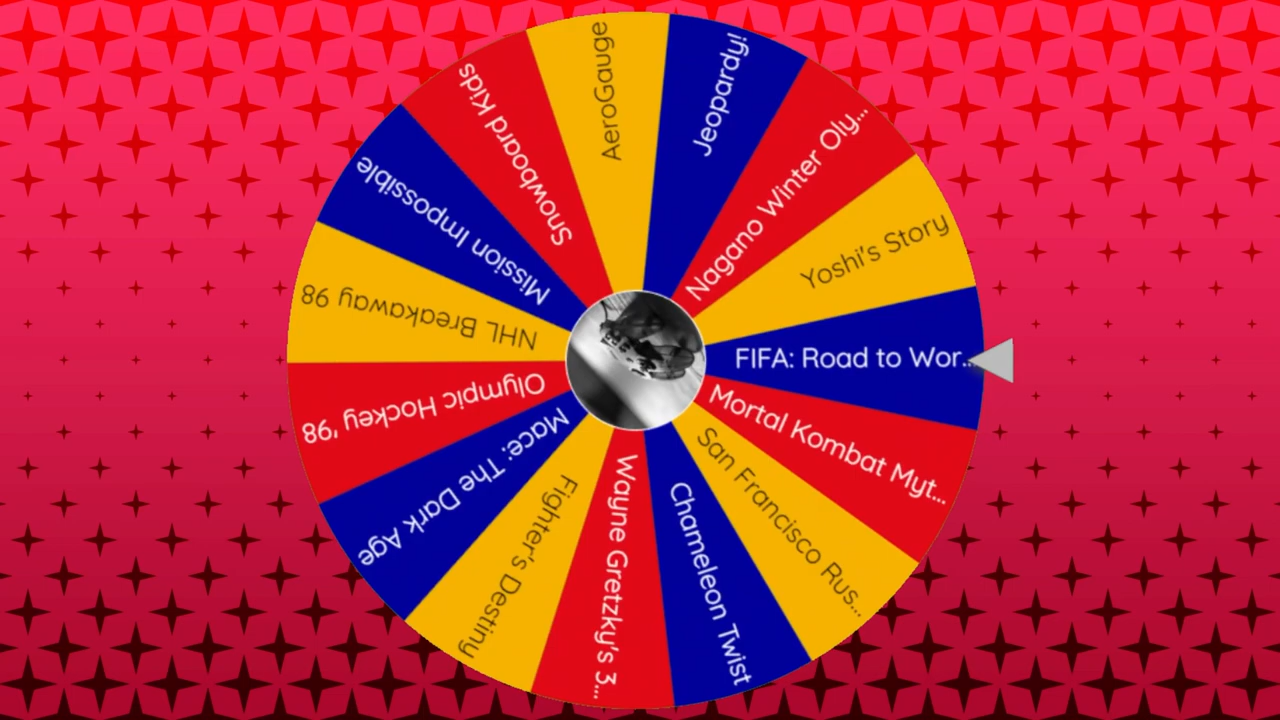 AeroGauge
Jeopardy!
Nagano Winter Oly...
Yoshi's Story
FIFA: Road to Wor...
Mortal Kombat Myt...
San Francisco Rus...
Chameleon Twist
Wayne Gretzky's 3...
Fighter's Destiny
Mace: The Dark Age
Olympic Hockey '98
NHL Breakaway 98
Mission Impossible
Snowboard Kids